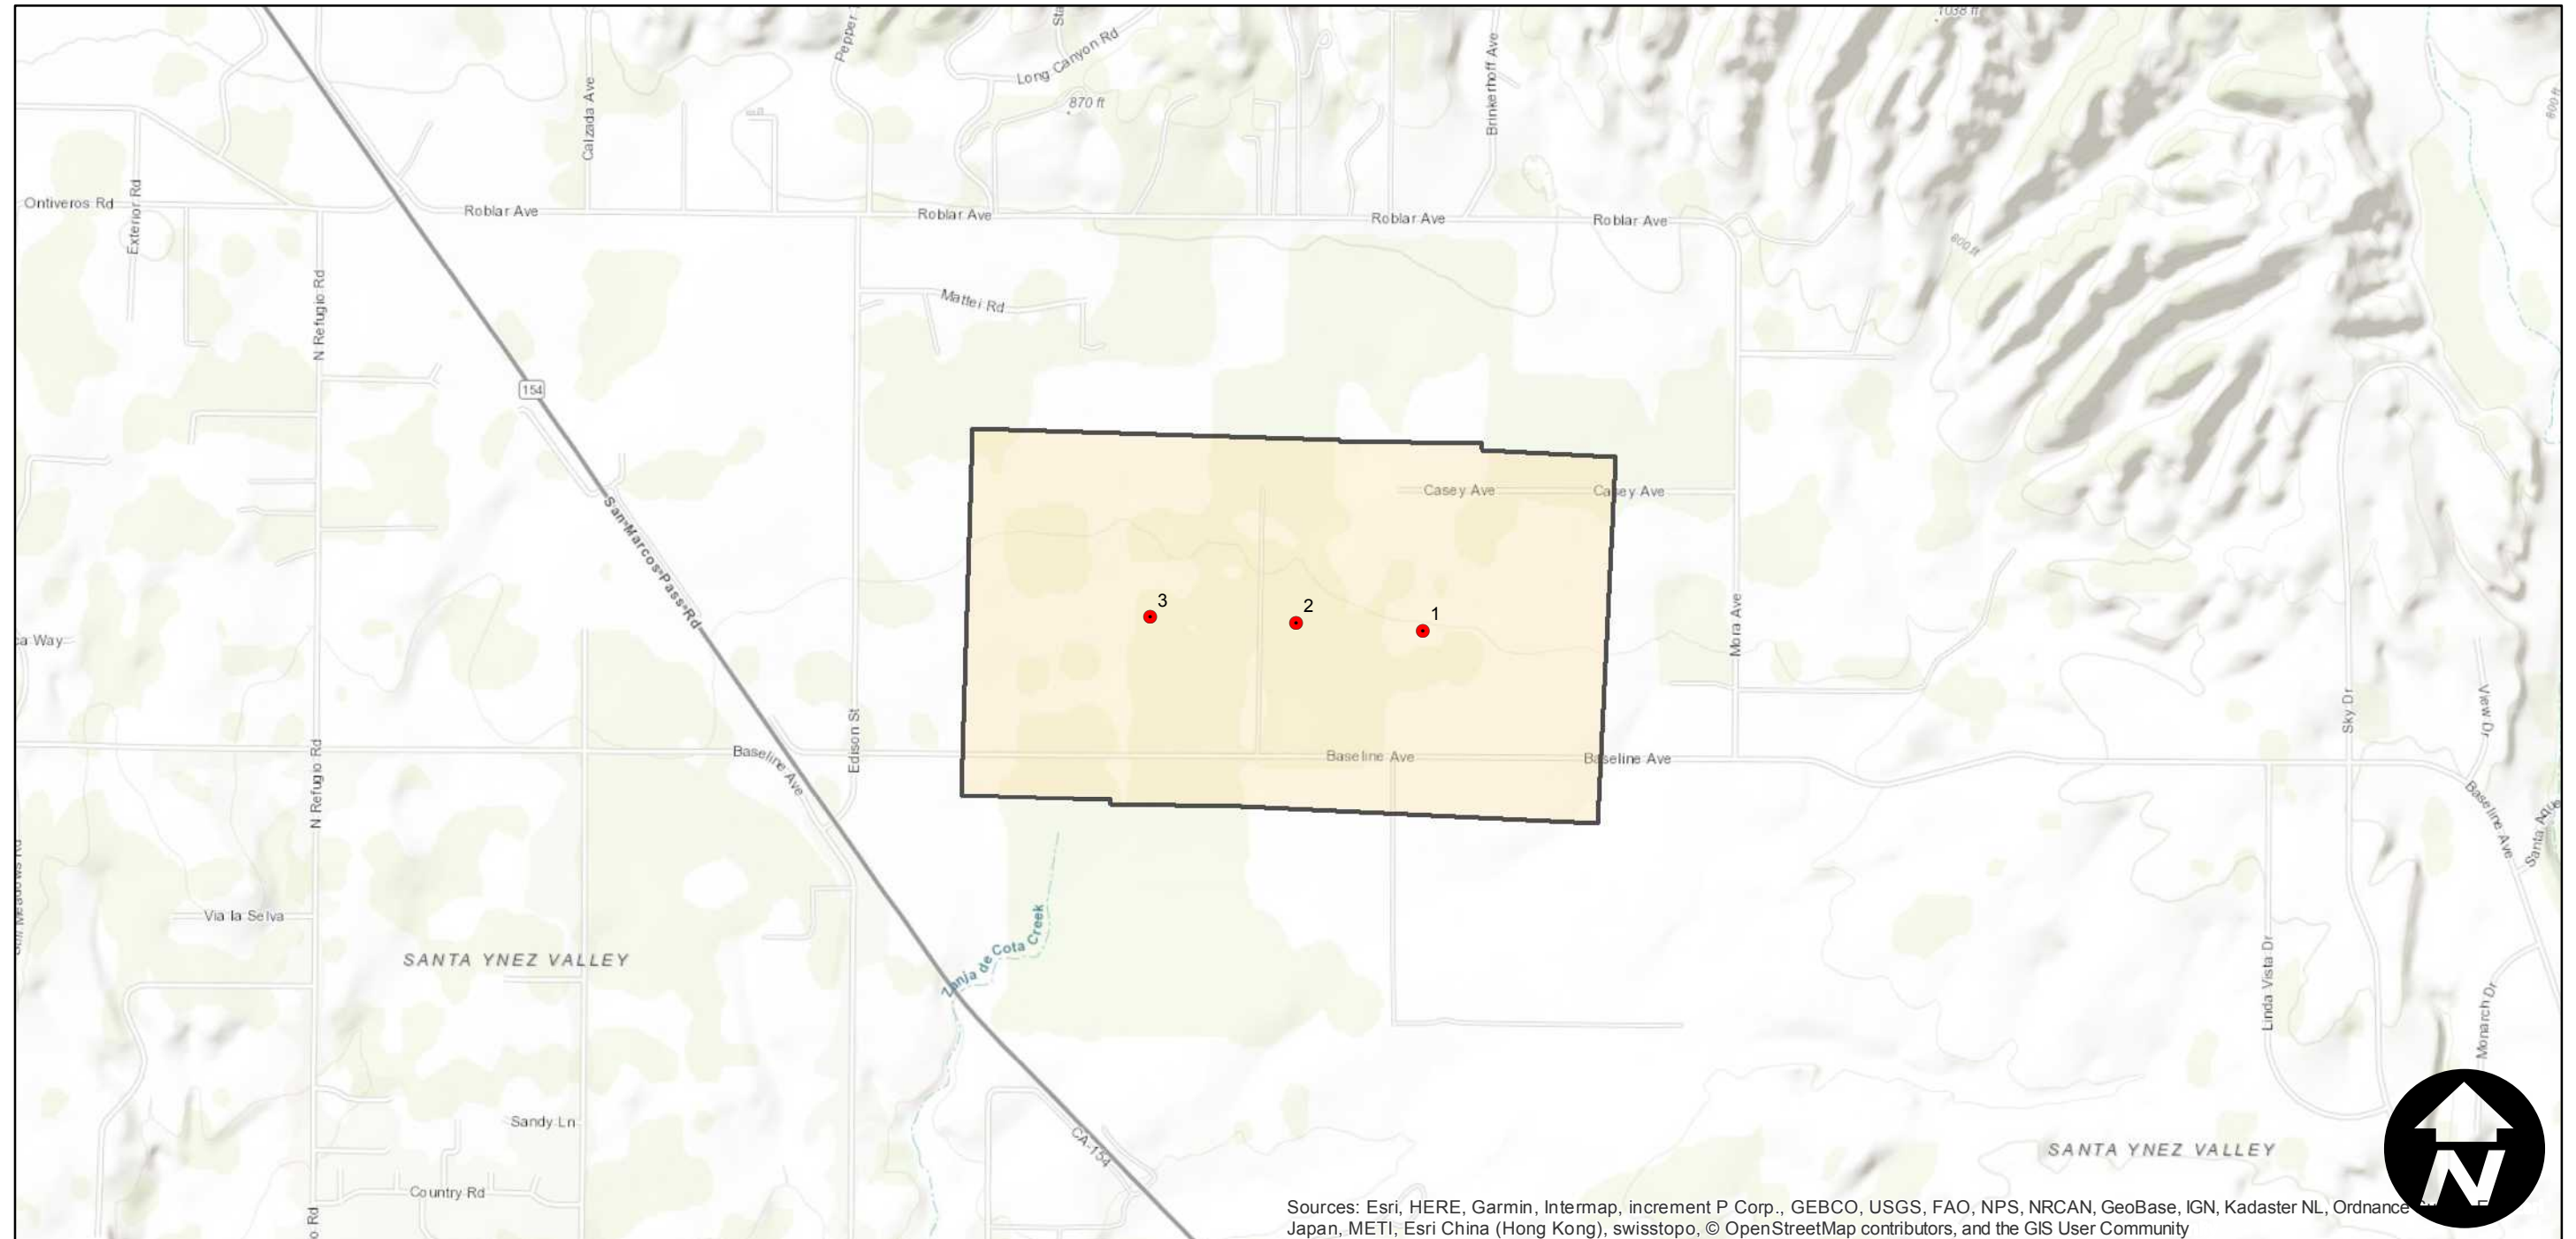 1038 ft
Long Canyon Rd
Pepper
Sta
Brinkerhoff Ave
Calzada Ave
870 ft
800 ft
Ontiveros Rd
Exterior Rd
Roblar Ave
Roblar Ave
Roblar Ave
Roblar Ave
800 ft
N Refugio Rd
Mattei Rd
154
Casey Ave
Casey Ave
San Marcos Pass Rd
3
2
1
Mora Ave
ca Way
Sky Dr
View Dr
Edison St
Baseline Ave
Baseline Ave
Baseline Ave
N Refugio Rd
Baseline Ave
Via la Selva
Zanja de Cota Creek
SANTA YNEZ VALLEY
Linda Vista Dr
Monarch Dr
Sandy Ln
CA-154
SANTA YNEZ VALLEY
Country Rd
o Rd
N
Sources: Esri, HERE, Garmin, Intermap, increment P Corp., GEBCO, USGS, FAO, NPS, NRCAN, GeoBase, IGN, Kadaster NL, Ordnance
Japan, METI, Esri China (Hong Kong), swisstopo, © OpenStreetMap contributors, and the GIS User Community